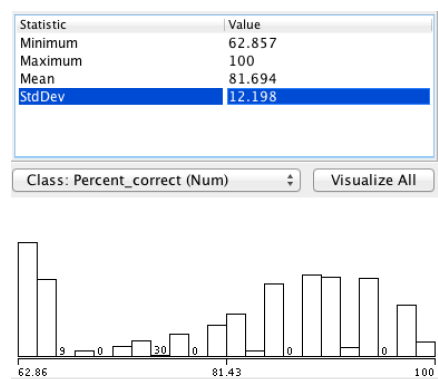 Statistic Value
Minimum 62.857
Maximum 100
Mean 81.694
StdDev 12.198
Class: Percent_correct (Num) Visualize All
9 0 30 0 0 0
62.86 81.43 100